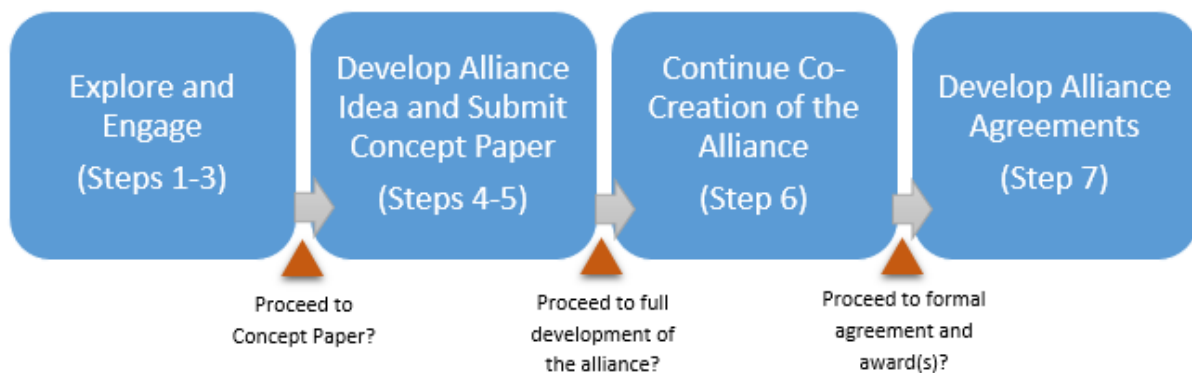 Explore and
Engage
(Steps 1-3)
Develop Alliance
Idea and Submit
Concept Paper
(Steps 4-5)
Continue Co-
Creation of the
Alliance
(Step 6)
Develop Alliance
Agreements
(Step 7)
Proceed to
Concept Paper?
Proceed to full
development of
the alliance?
Proceed to formal
agreement and
award(s)?